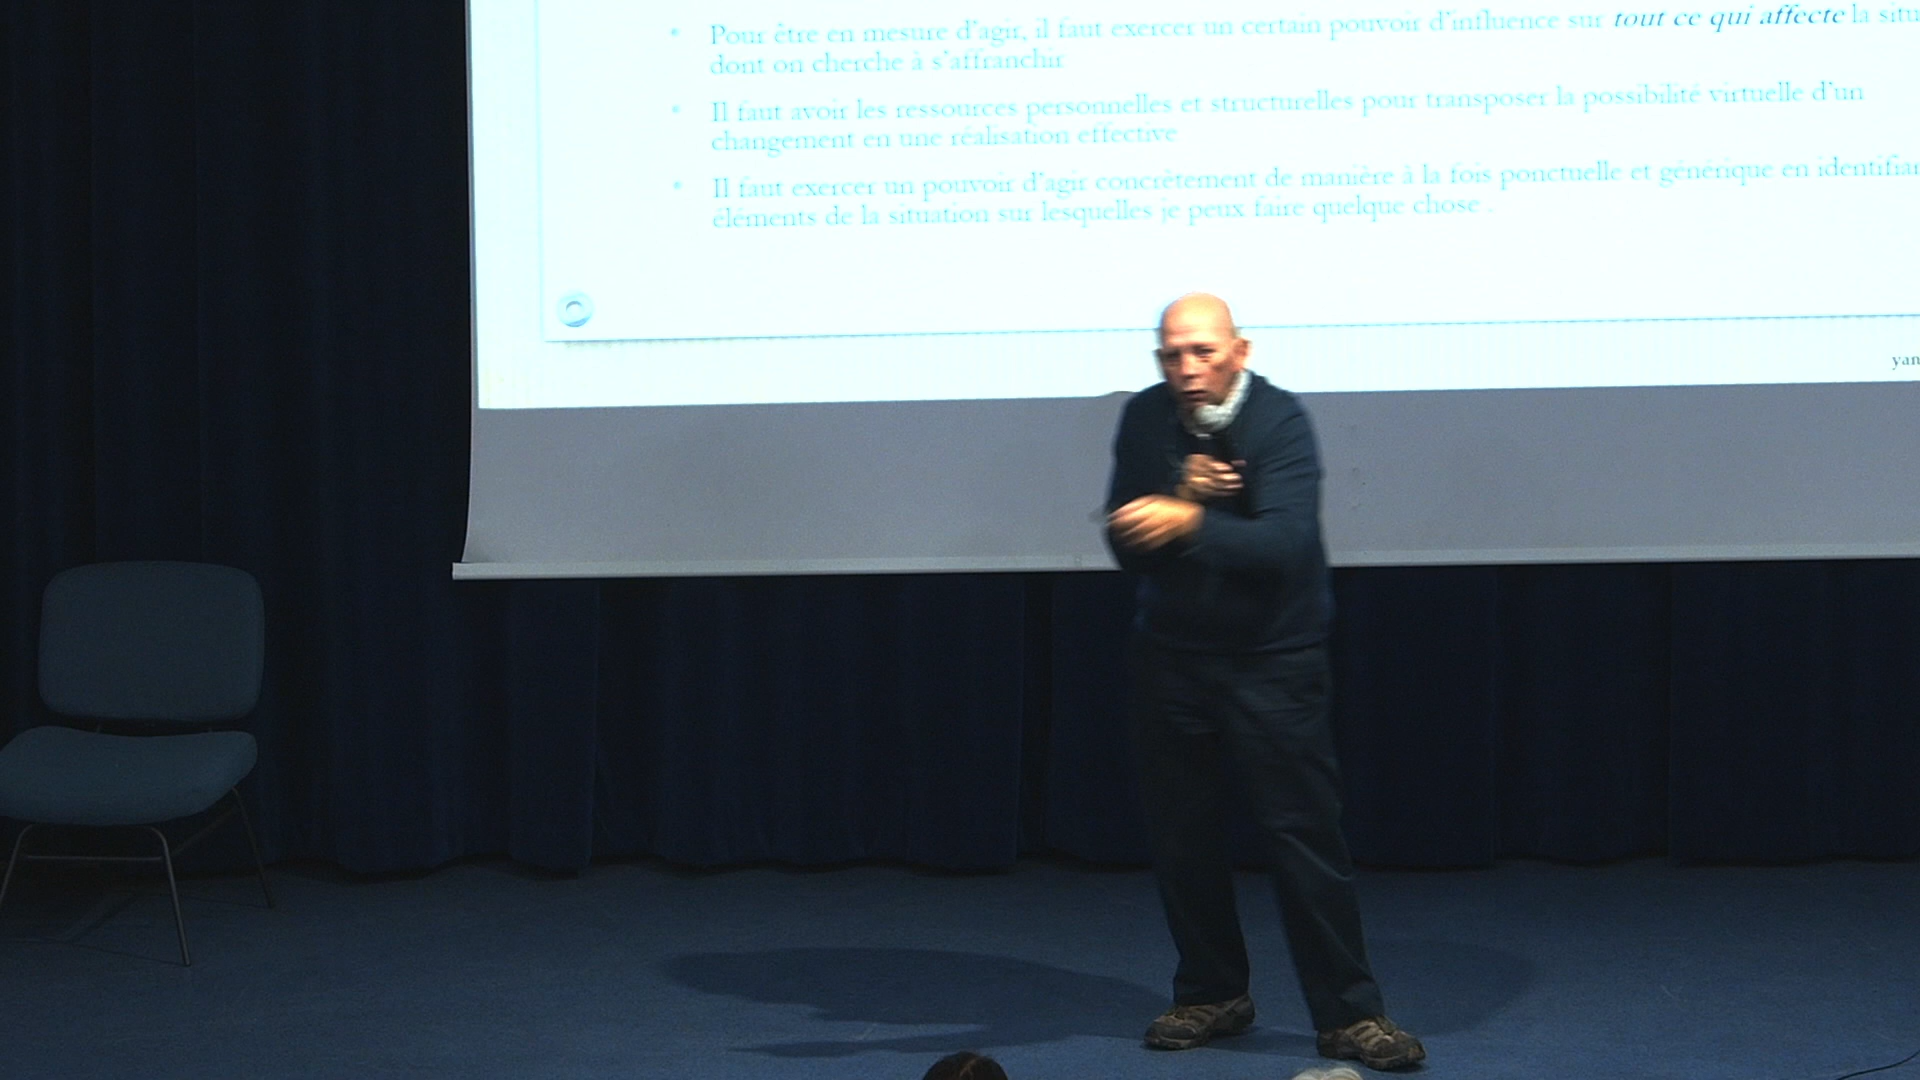 Pour être en mesure d'agir, il faut exercer un certain pouvoir d'influence sur tout ce qui affecte la situ
dont on cherche à s'affranchir
Il faut avoir les ressources personnelles et structurelles pour transposer la possibilité virtuelle d'un
changement en une réalisation effective
Il faut exercer un pouvoir d'agir concrètement de manière à la fois ponctuelle et générique en identifian
éléments de la situation sur lesquelles je peux faire quelque chose .
yan